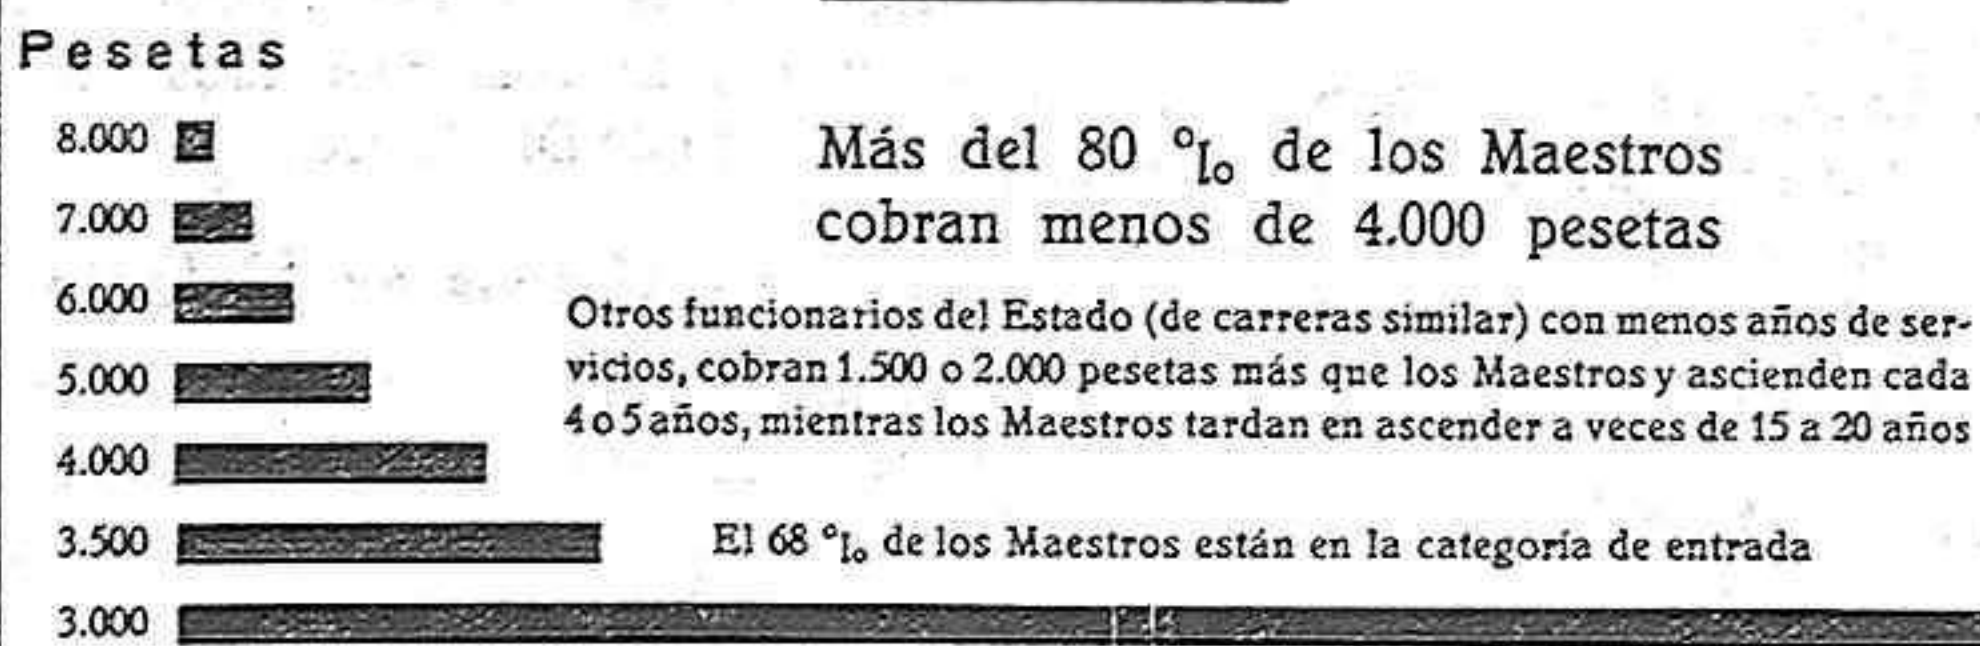 Pesetas
8.000
Más del 80 % de los Maestros
7.000
cobran menos de 4.000 pesetas
6.000
Otros funcionarios del Estado (de carreras similar) con menos años de ser-
5.000
vicios, cobran 1.500 o 2.000 pesetas más que los Maestros y ascienden cada
4 o 5 años, mientras los Maestros tardan en ascender a veces de 15 a 20 años
4.000
3.500
El 68 % de los Maestros están en la categoría de entrada
3.000